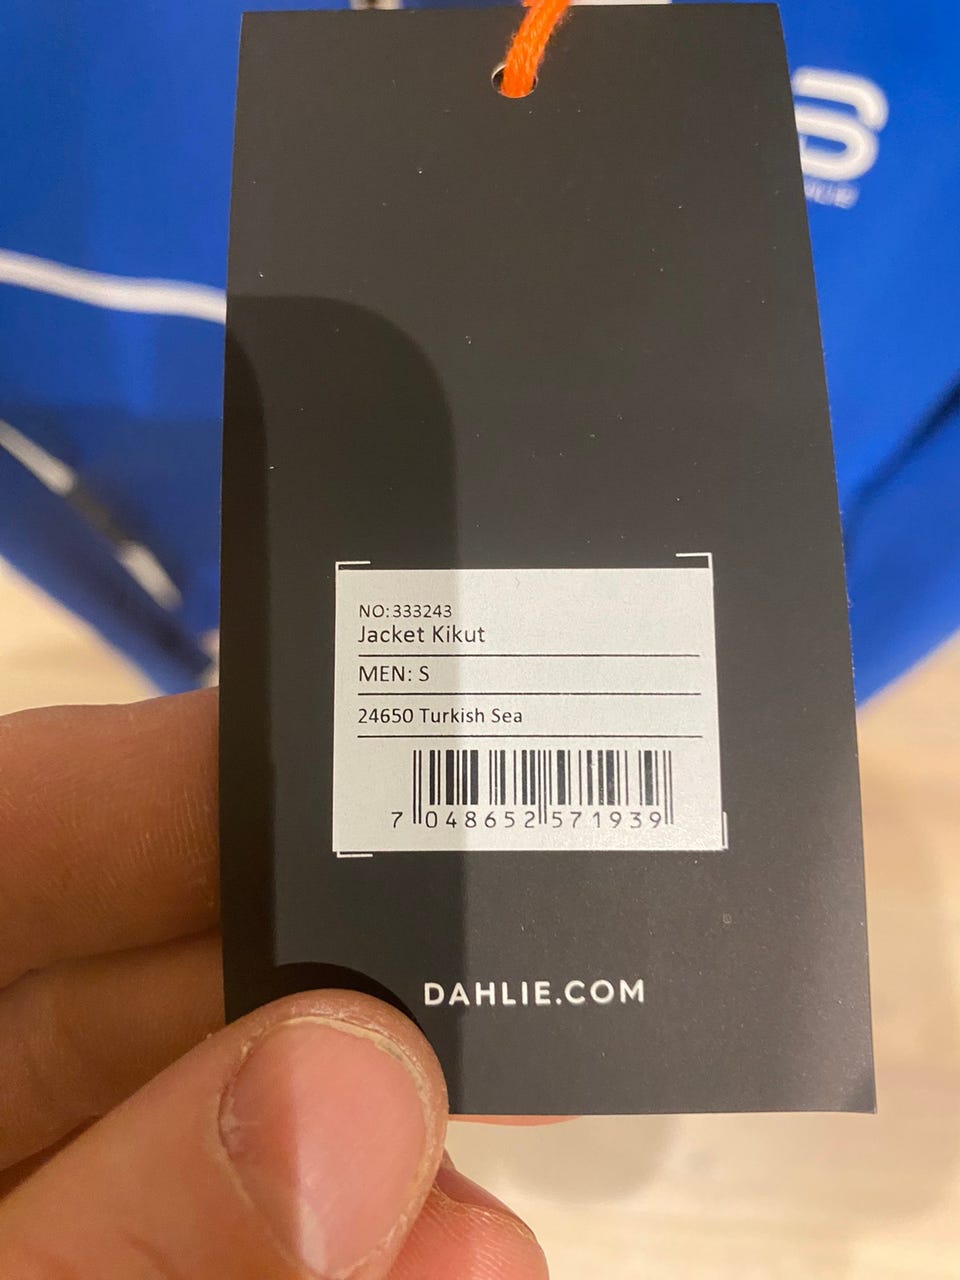 NO:333243
Jacket Kikut
MEN: S
24650 Turkish Sea
7 048652 571939
DAHLIE.COM